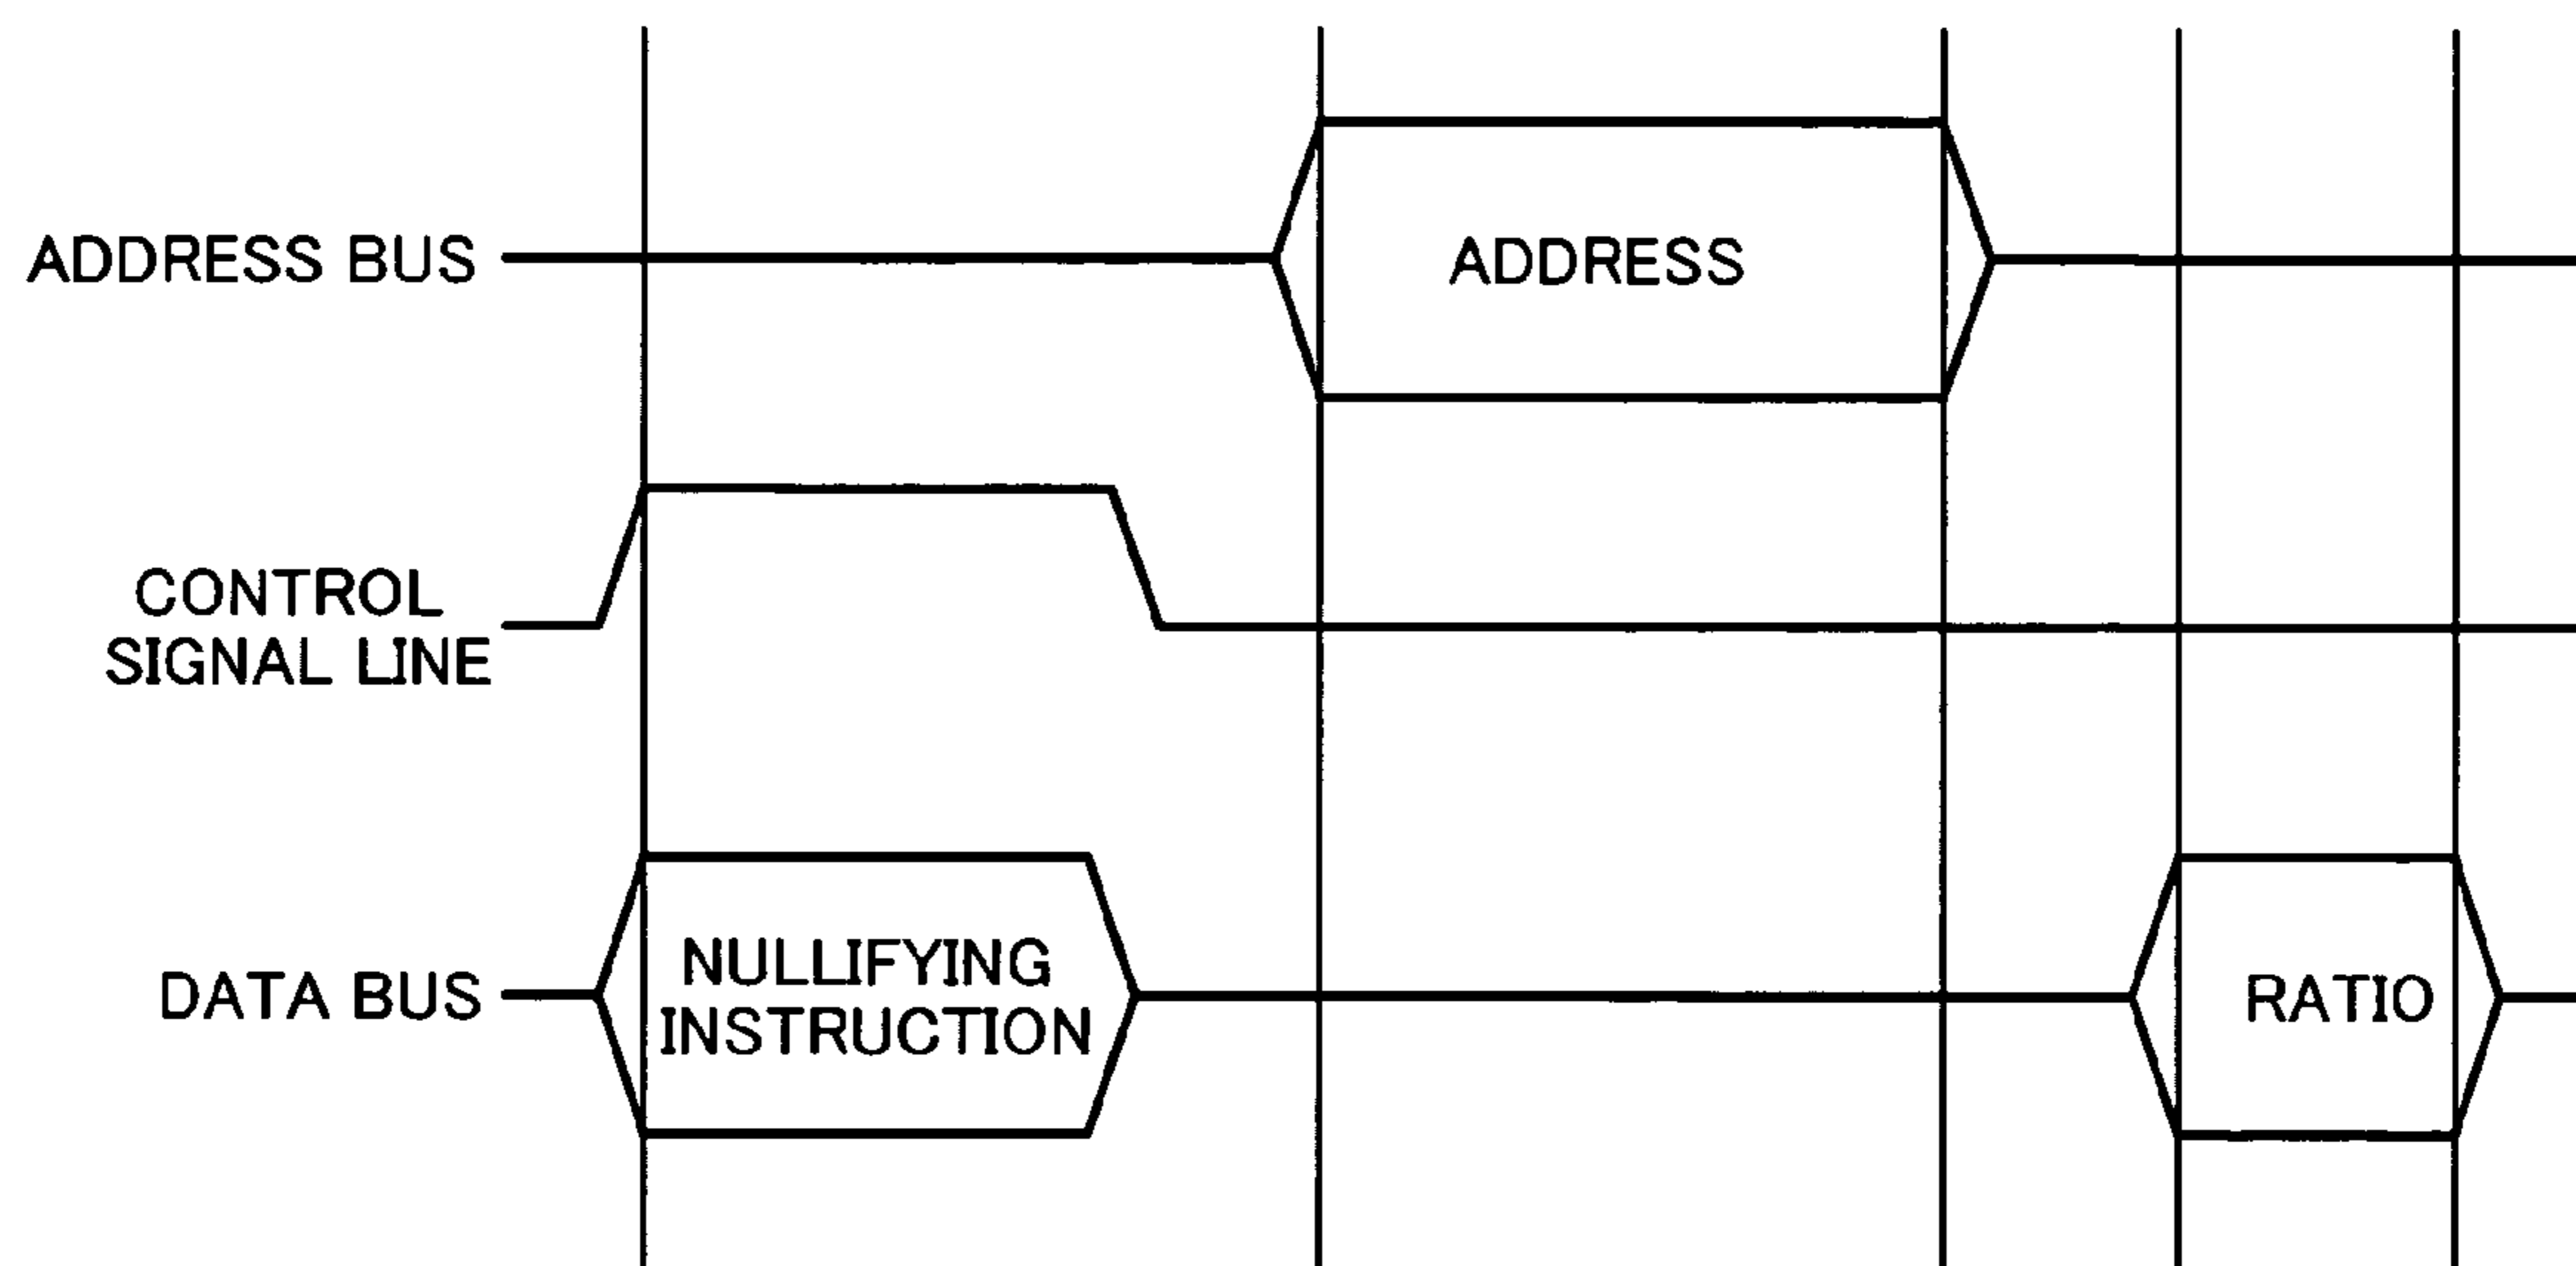 ADDRESS BUS
ADDRESS
CONTROL
SIGNAL LINE
DATA BUS
NULLIFYING
INSTRUCTION
RATIO